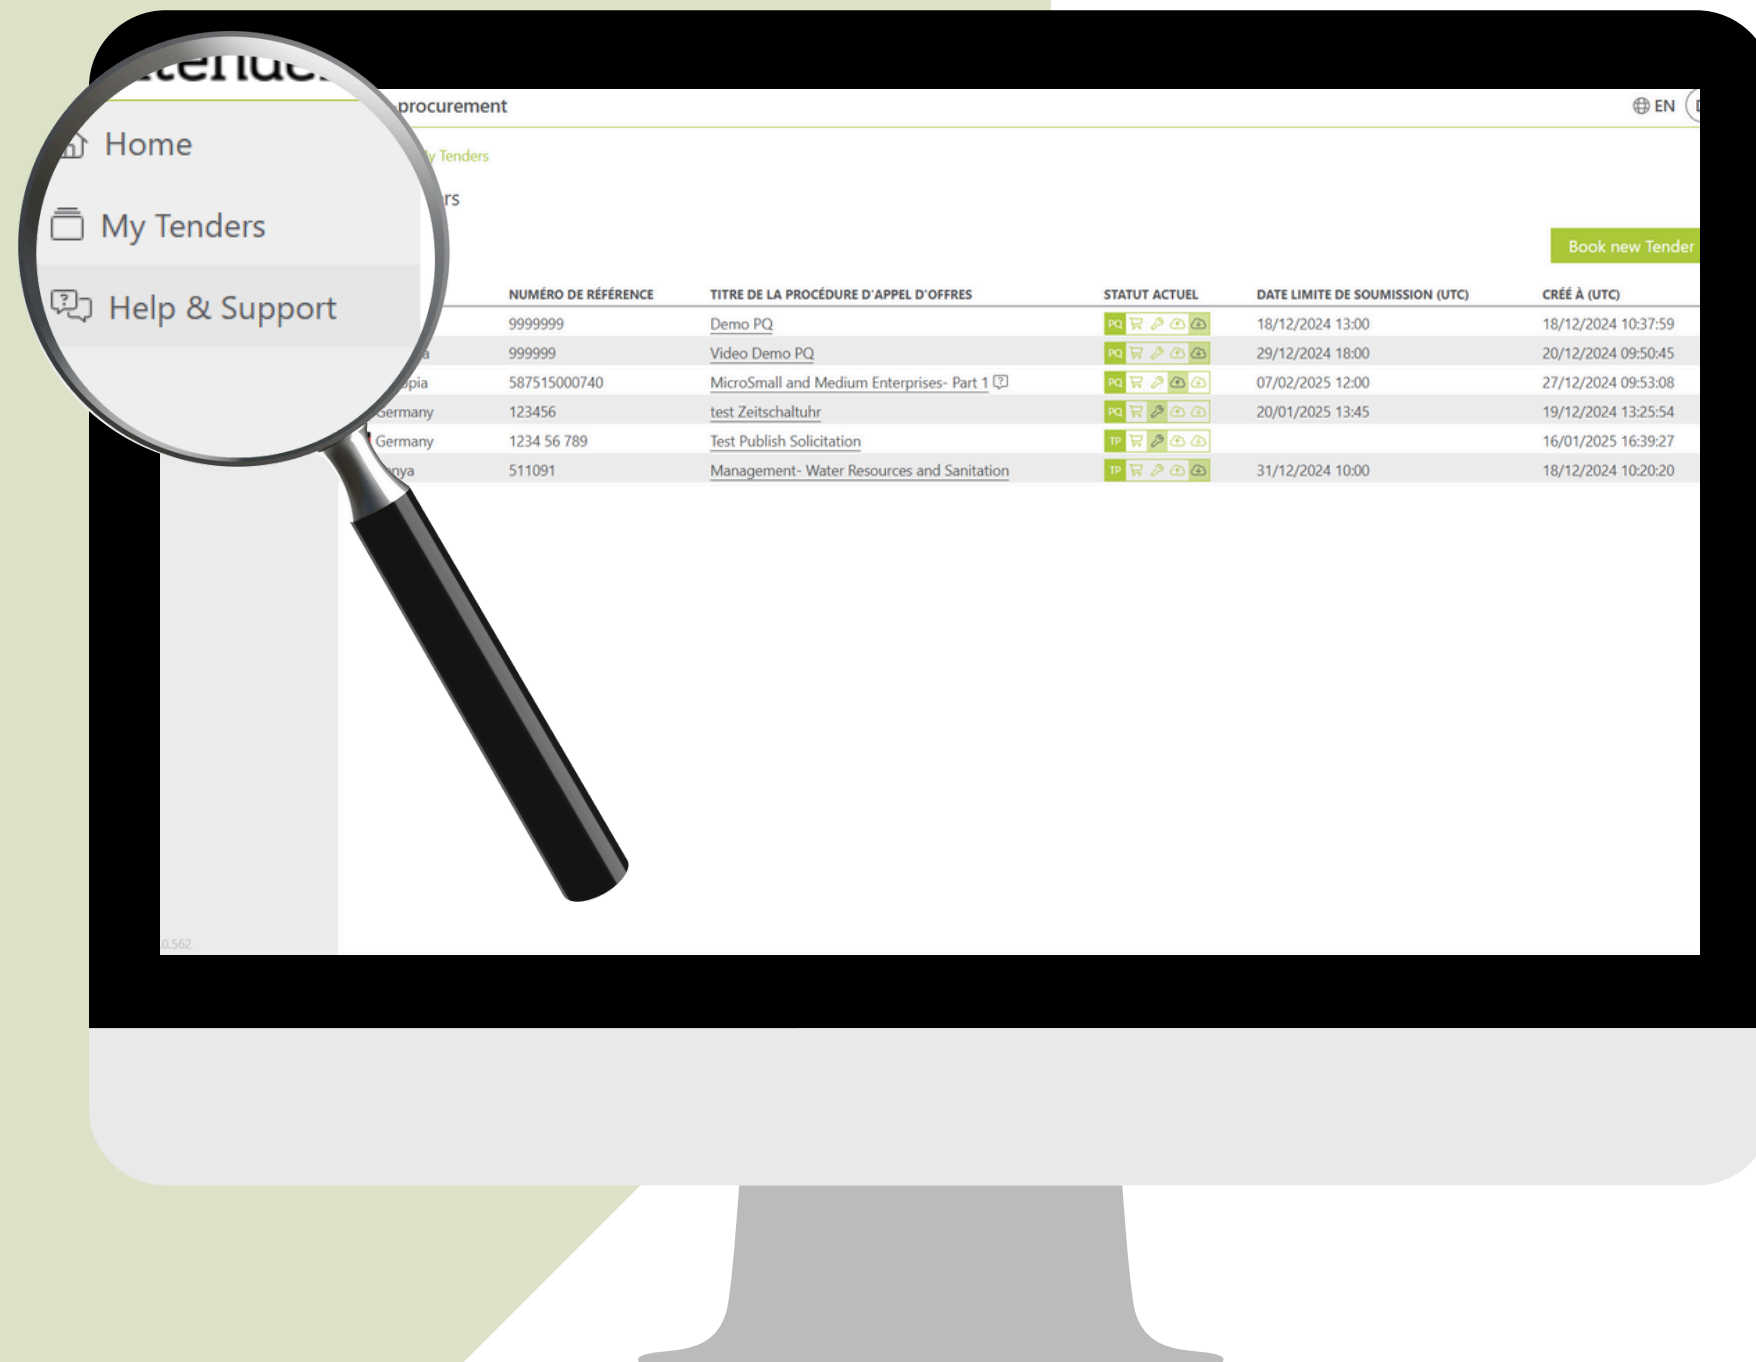 procurement
EN
Home
My Tenders
My Tenders
Help & Support
Book new Tender
NUMÉRO DE RÉFÉRENCE TITRE DE LA PROCÉDURE D'APPEL D'OFFRES STATUT ACTUEL DATE LIMITE DE SOUMISSION (UTC) CRÉÉ À (UTC)
9999999 Demo PQ PQ 18/12/2024 13:00 18/12/2024 10:37:59
999999 Video Demo PQ PQ 29/12/2024 18:00 20/12/2024 09:50:45
587515000740 MicroSmall and Medium Enterprises- Part 1 PQ 07/02/2025 12:00 27/12/2024 09:53:08
Germany 123456 test Zeitschaltuhr PQ 20/01/2025 13:45 19/12/2024 13:25:54
Germany 1234 56 789 Test Publish Solicitation TP 16/01/2025 16:39:27
511091 Management- Water Resources and Sanitation TP 31/12/2024 10:00 18/12/2024 10:20:20
0.562